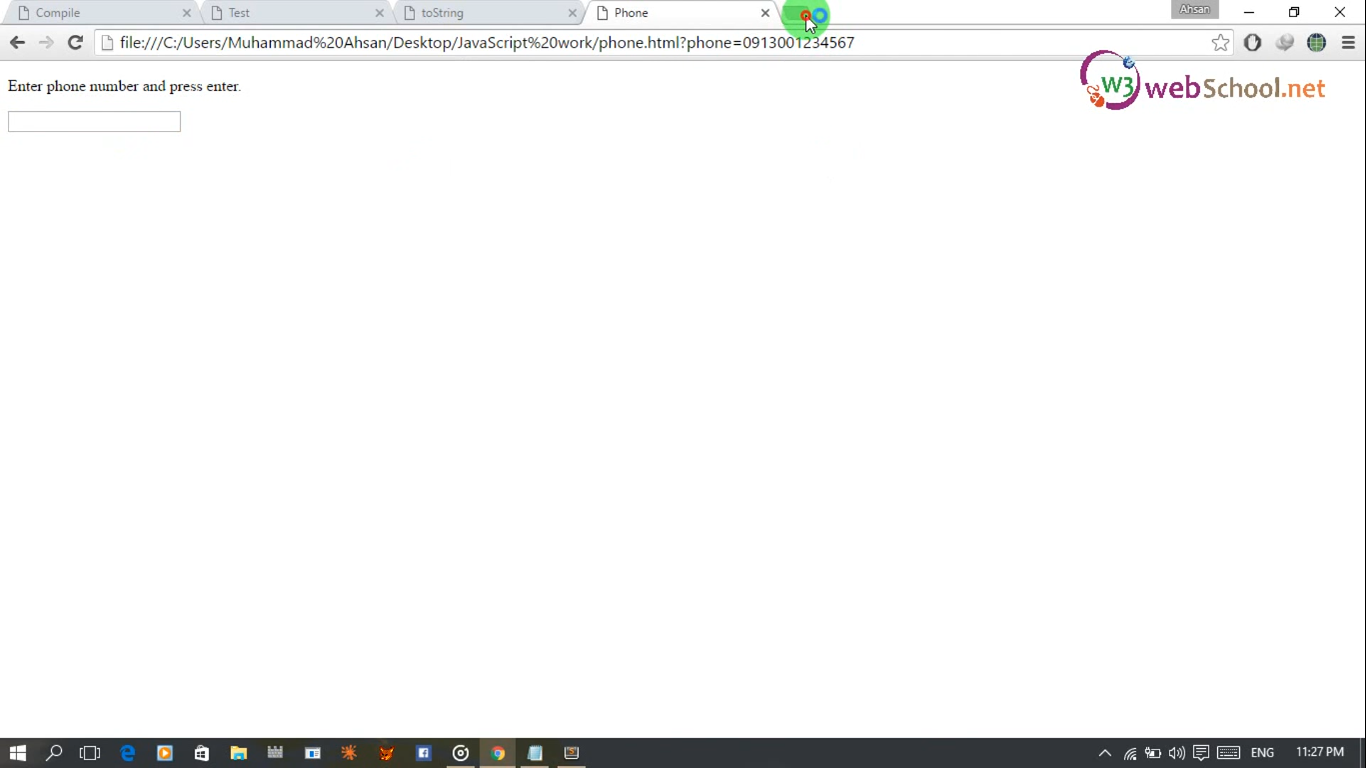 Compile
Test
toString
Phone
Ahsan
file:///C:/Users/Muhammad%20Ahsan/Desktop/JavaScript%20work/phone.html?phone=0913001234567
Enter phone number and press enter.
W3 webSchool.net
ENG
11:27 PM